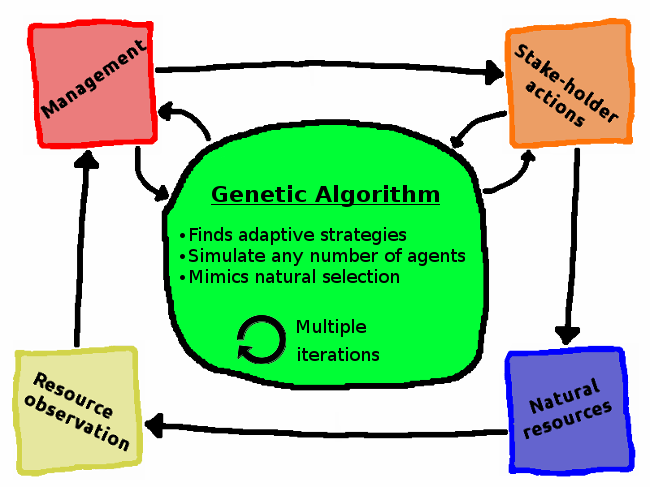 Management
Stake-holder
actions
Genetic Algorithm
•Finds adaptive strategies
•Simulate any number of agents
•Mimics natural selection
Multiple
iterations
Resource
observation
Natural
resources